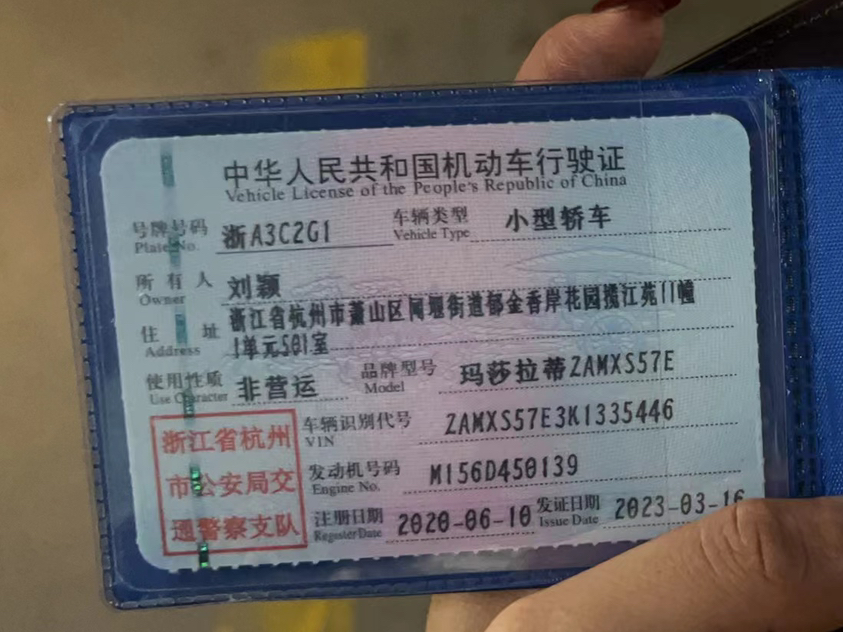 中华人民共和国机动车行驶证
Vehicle License of the People's Republic of China
号牌号码 浙A3C2G1 车辆类型 小型轿车
Plate No. Vehicle Type
所有人 刘颖
Owner
住址 浙江省杭州市萧山区闻堰街道郁金香岸花园揽江苑11幢
Address 1单元501室
使用性质 非营运 品牌型号 玛莎拉蒂ZAMXS57E
Use Character Model
浙江省杭州 车辆识别代号 ZAMXS57E3K1335446
VIN
市公安局交 发动机号码 M156D450139
Engine No.
通警察支队 注册日期 2020-06-10 发证日期 2023-03-16
Register Date Issue Date